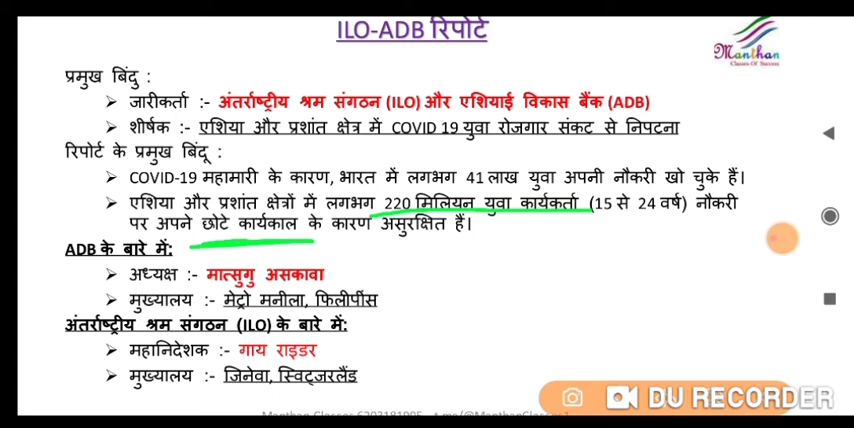 ILO-ADB रिपोर्ट
Manthan
Classes Of Success
प्रमुख बिंदु :
➢ जारीकर्ता :- अंतर्राष्ट्रीय श्रम संगठन (ILO) और एशियाई विकास बैंक (ADB)
➢ शीर्षक :- एशिया और प्रशांत क्षेत्र में COVID 19 युवा रोजगार संकट से निपटना
रिपोर्ट के प्रमुख बिंदू :
➢ COVID-19 महामारी के कारण, भारत में लगभग 41 लाख युवा अपनी नौकरी खो चुके हैं।
➢ एशिया और प्रशांत क्षेत्रों में लगभग 220 मिलियन युवा कार्यकर्ता (15 से 24 वर्ष) नौकरी
पर अपने छोटे कार्यकाल के कारण असुरक्षित हैं।
ADB के बारे में:
➢ अध्यक्ष :- मात्सुगु असकावा
➢ मुख्यालय :- मेट्रो मनीला, फिलीपींस
अंतर्राष्ट्रीय श्रम संगठन (ILO) के बारे में:
➢ महानिदेशक :- गाय राइडर
➢ मुख्यालय :- जिनेवा, स्विट्जरलैंड
DU RECORDER